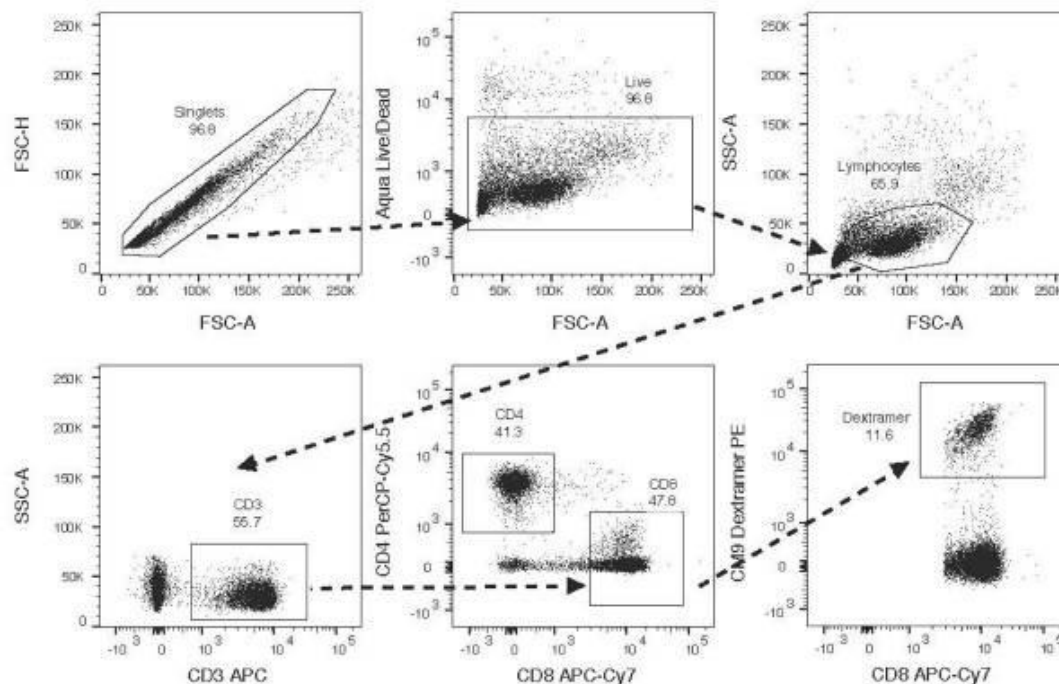 250K
200K
150K
100K
50K
0
FSC-H
Singlets
96.8
0 50K 100K 150K 200K 250K
FSC-A
10^5
10^4
10^3
0
-10^3
Aqua Live/Dead
Live
96.8
0 50K 100K 150K 200K 250K
FSC-A
250K
200K
150K
100K
50K
0
SSC-A
Lymphocytes
65.9
0 50K 100K 150K 200K 250K
FSC-A
250K
200K
150K
100K
50K
0
SSC-A
CD3
55.7
-10^3 0 10^3 10^4 10^5
CD3 APC
10^5
10^4
10^3
0
-10^3
CD4 PerCP-Cy5.5
CD4
41.3
CD8
47.8
-10^3 0 10^3 10^4 10^5
CD8 APC-Cy7
10^5
10^4
10^3
0
-10^3
CM9 Dextramer PE
Dextramer
11.6
-10^3 0 10^3 10^4 10^5
CD8 APC-Cy7